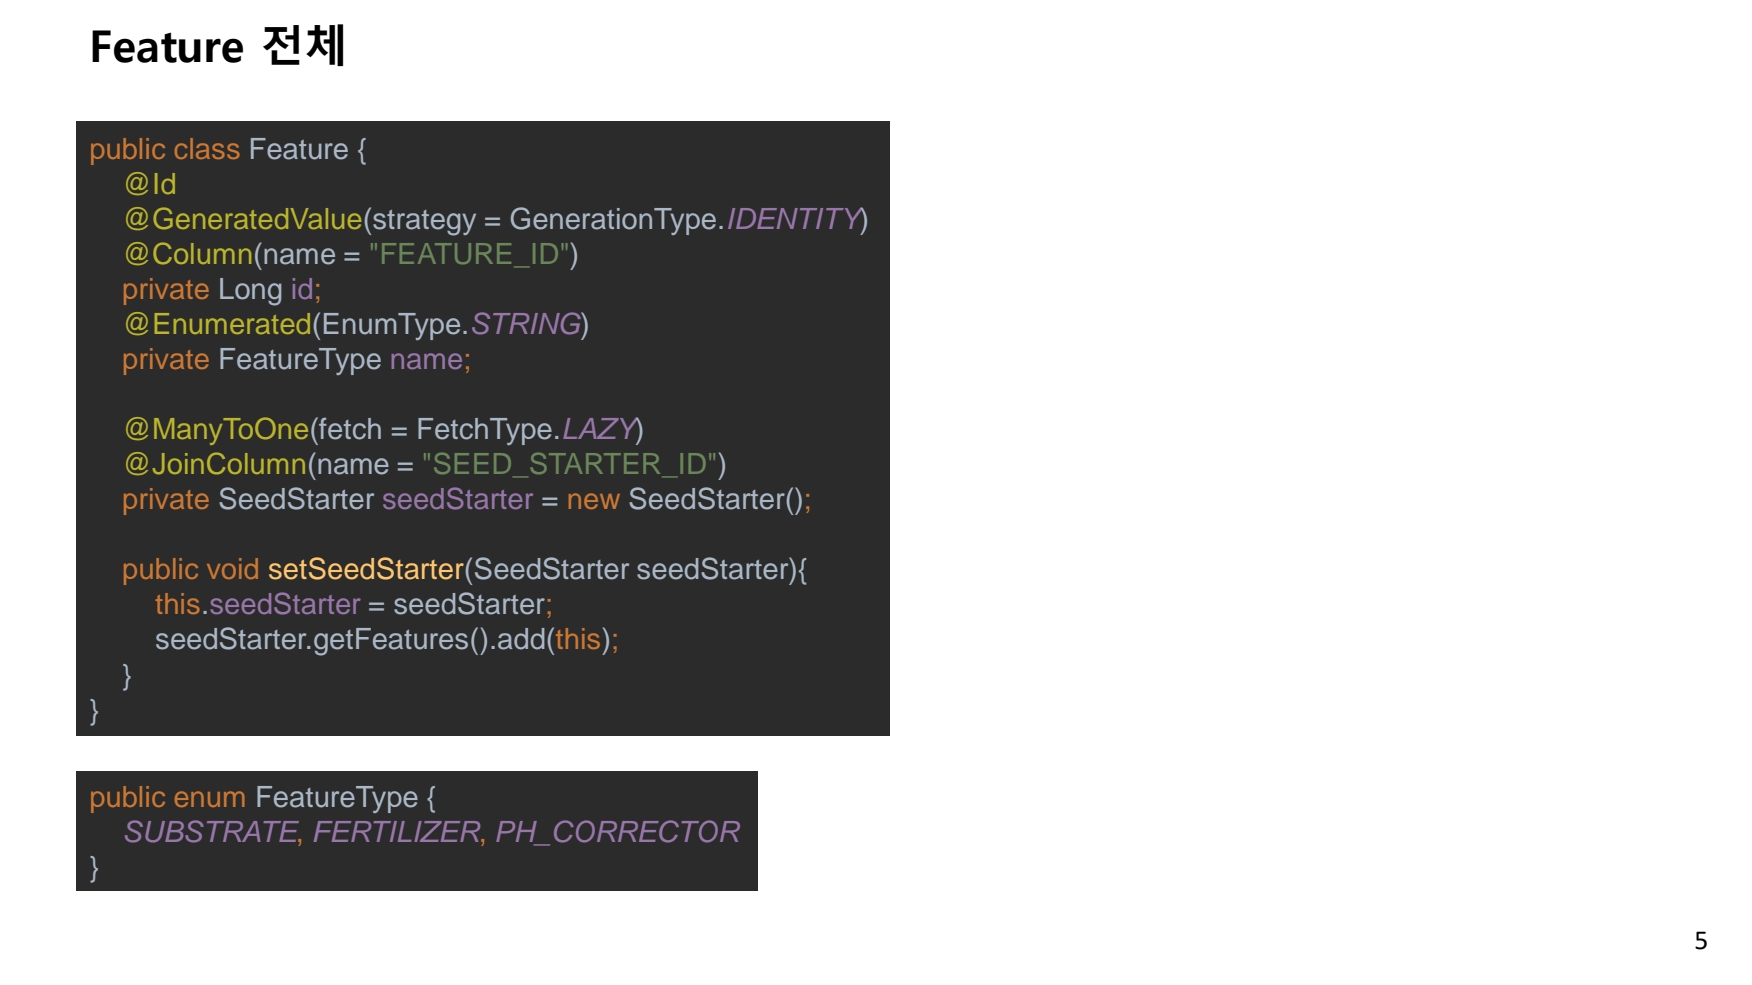 Feature 전체
public class Feature {
@Id
@GeneratedValue(strategy = GenerationType.IDENTITY)
@Column(name = "FEATURE_ID")
private Long id;
@Enumerated(EnumType.STRING)
private FeatureType name;
@ManyToOne(fetch = FetchType.LAZY)
@JoinColumn(name = "SEED_STARTER_ID")
private SeedStarter seedStarter = new SeedStarter();
public void setSeedStarter(SeedStarter seedStarter){
this.seedStarter = seedStarter;
seedStarter.getFeatures().add(this);
}
}
public enum FeatureType {
SUBSTRATE, FERTILIZER, PH_CORRECTOR
}
5